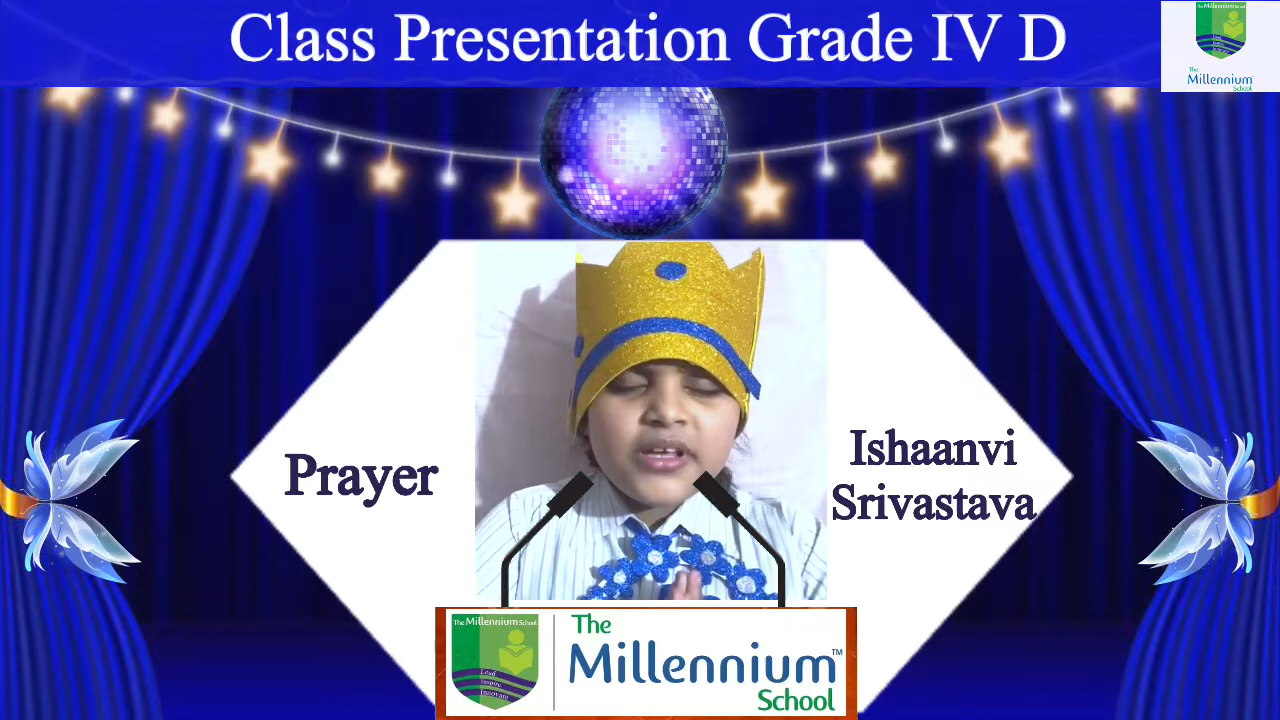 Class Presentation Grade IV D
The Millennium School
The
Millennium
School
Prayer
Ishaanvi
Srivastava
The Millennium School
Lead
Inspire
Innovate
The
Millennium™
School